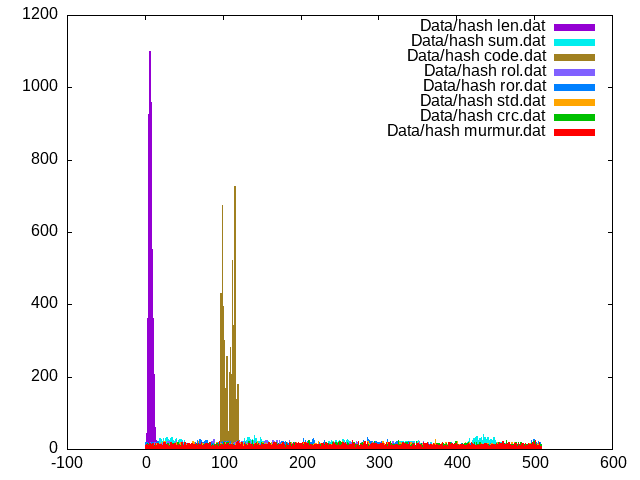 1200
1000
800
600
400
200
0
-100 0 100 200 300 400 500 600
Data/hash len.dat
Data/hash sum.dat
Data/hash code.dat
Data/hash rol.dat
Data/hash ror.dat
Data/hash std.dat
Data/hash crc.dat
Data/hash murmur.dat